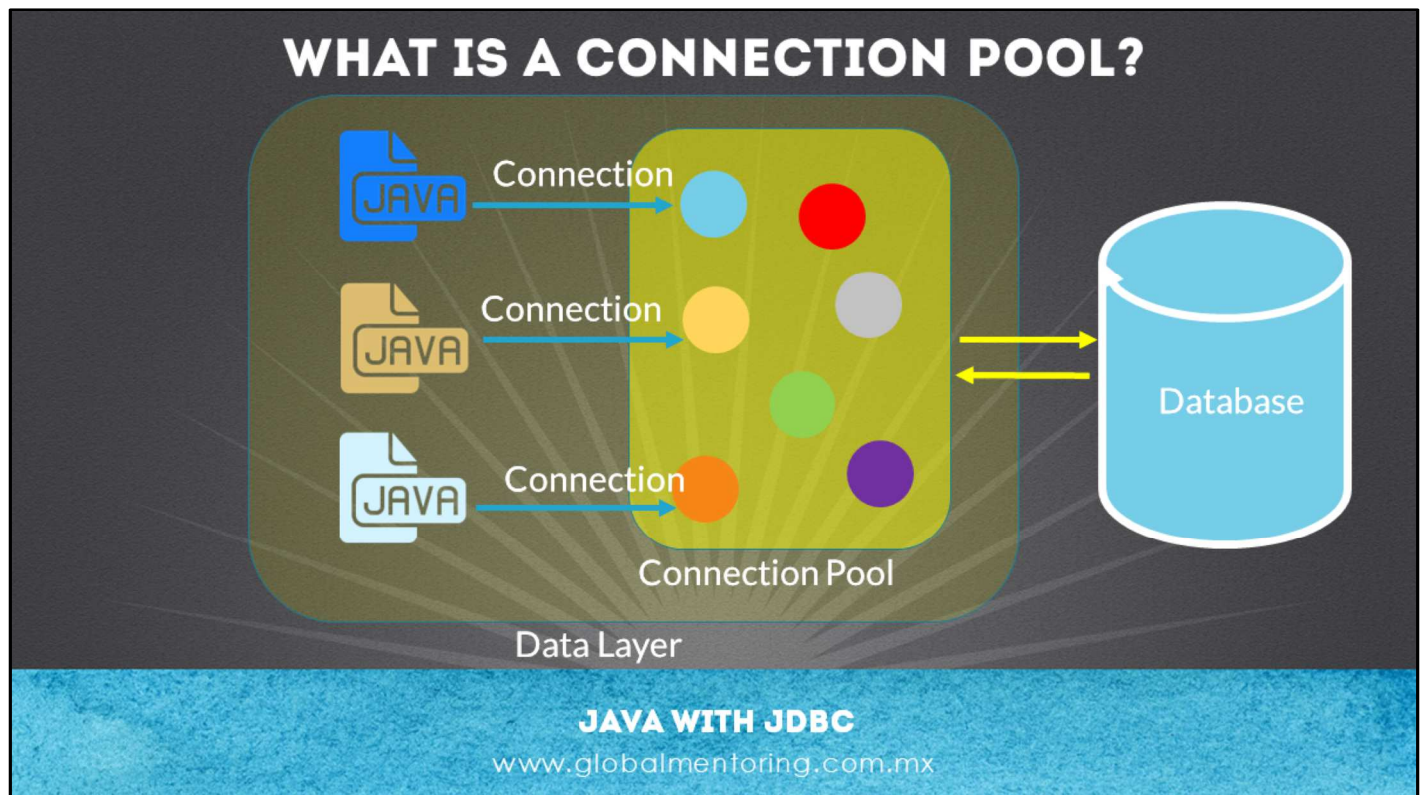 WHAT IS A CONNECTION POOL?
JAVA
Connection
JAVA
Connection
JAVA
Connection
Connection Pool
Database
Data Layer
JAVA WITH JDBC
www.globalmentoring.com.mx